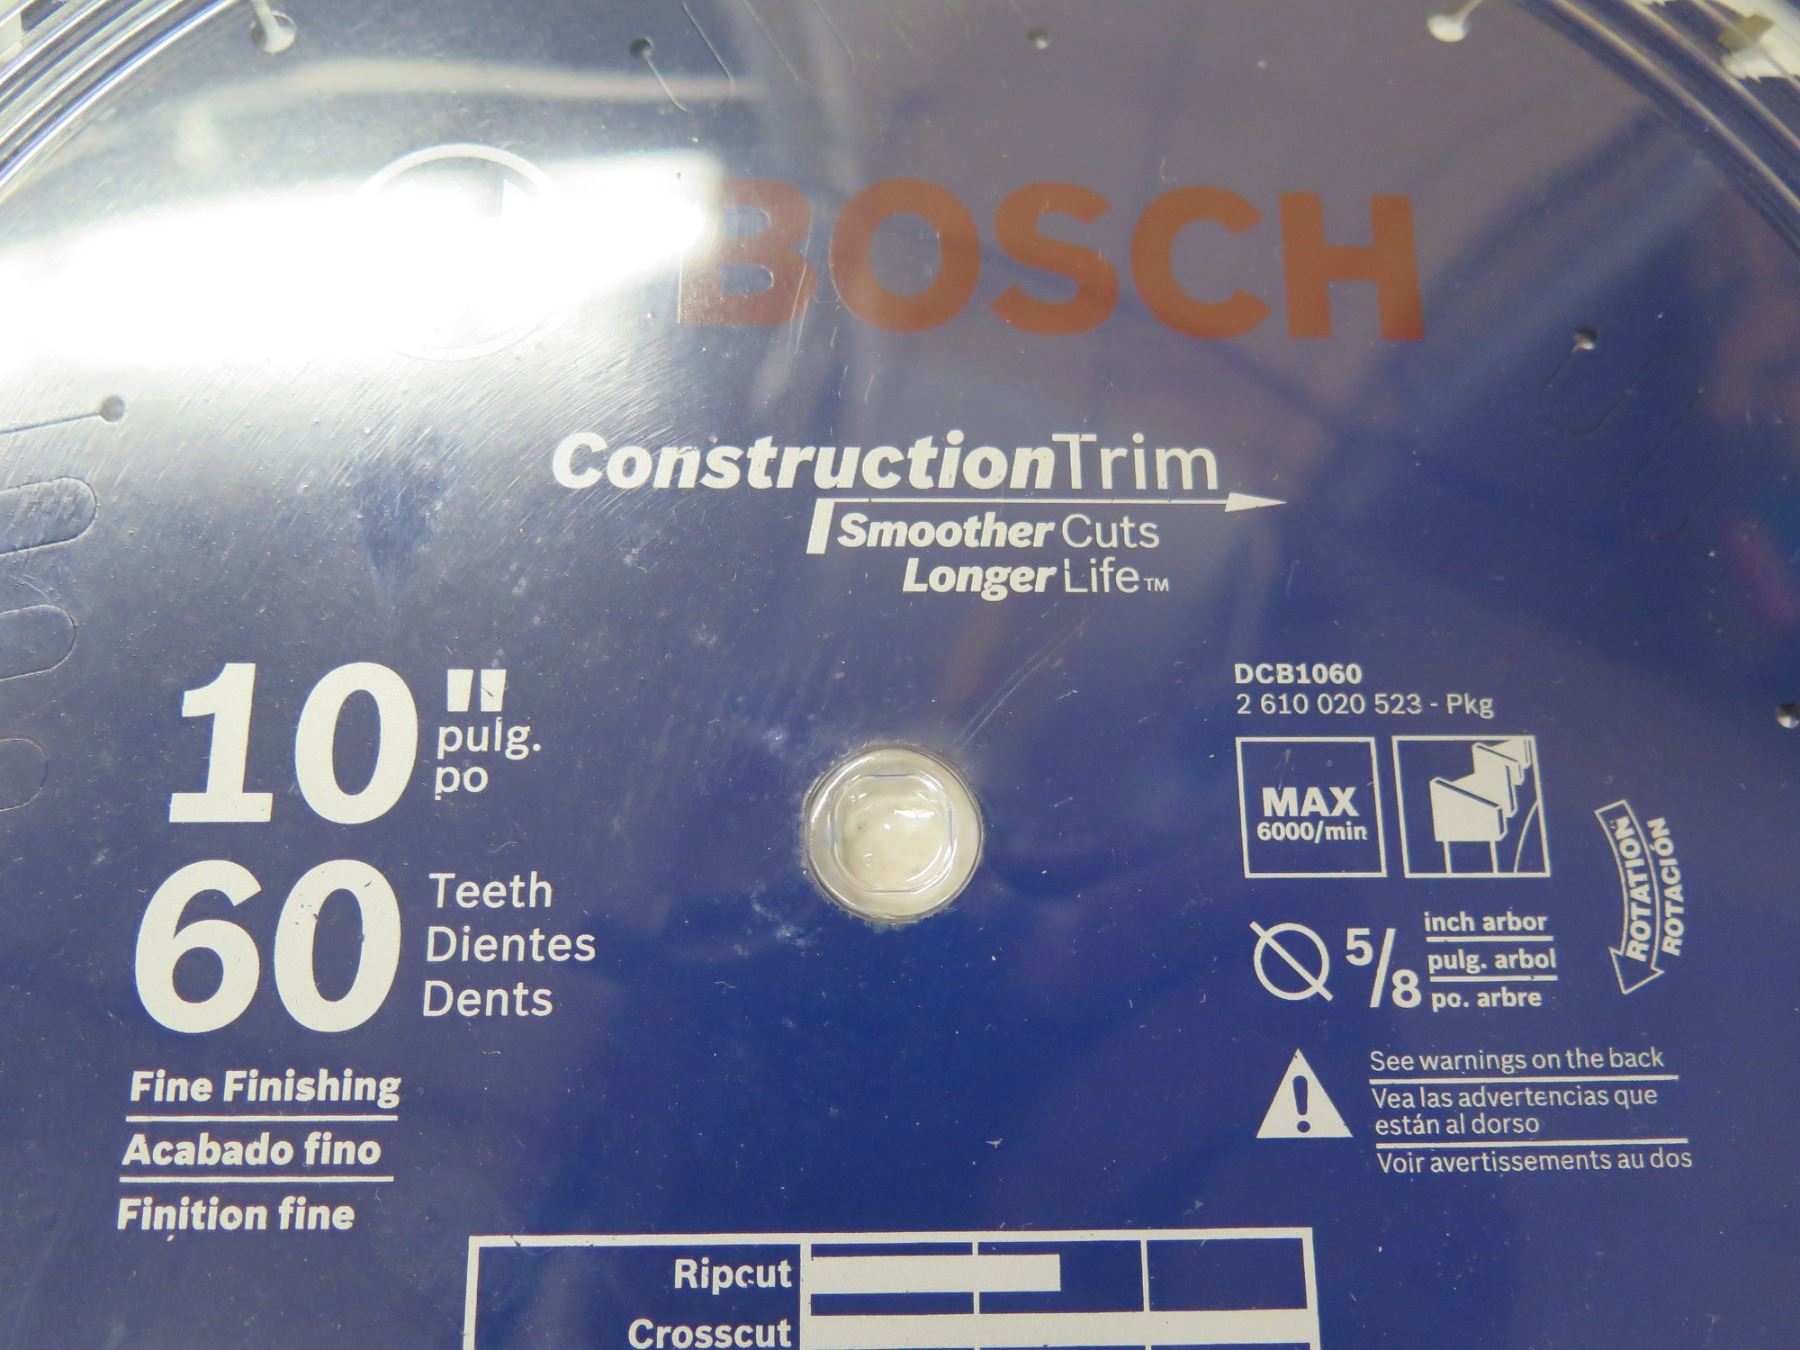 BOSCH
ConstructionTrim
Smoother Cuts
Longer Life™
10"
pulg.
po
60
Teeth
Dientes
Dents
Fine Finishing
Acabado fino
Finition fine
DCB1060
2 610 020 523 - Pkg
MAX
6000/min
ROTATION
ROTACIÓN
5/8
inch arbor
pulg. arbol
po. arbre
See warnings on the back
Vea las advertencias que
están al dorso
Voir avertissements au dos
Ripcut
Crosscut